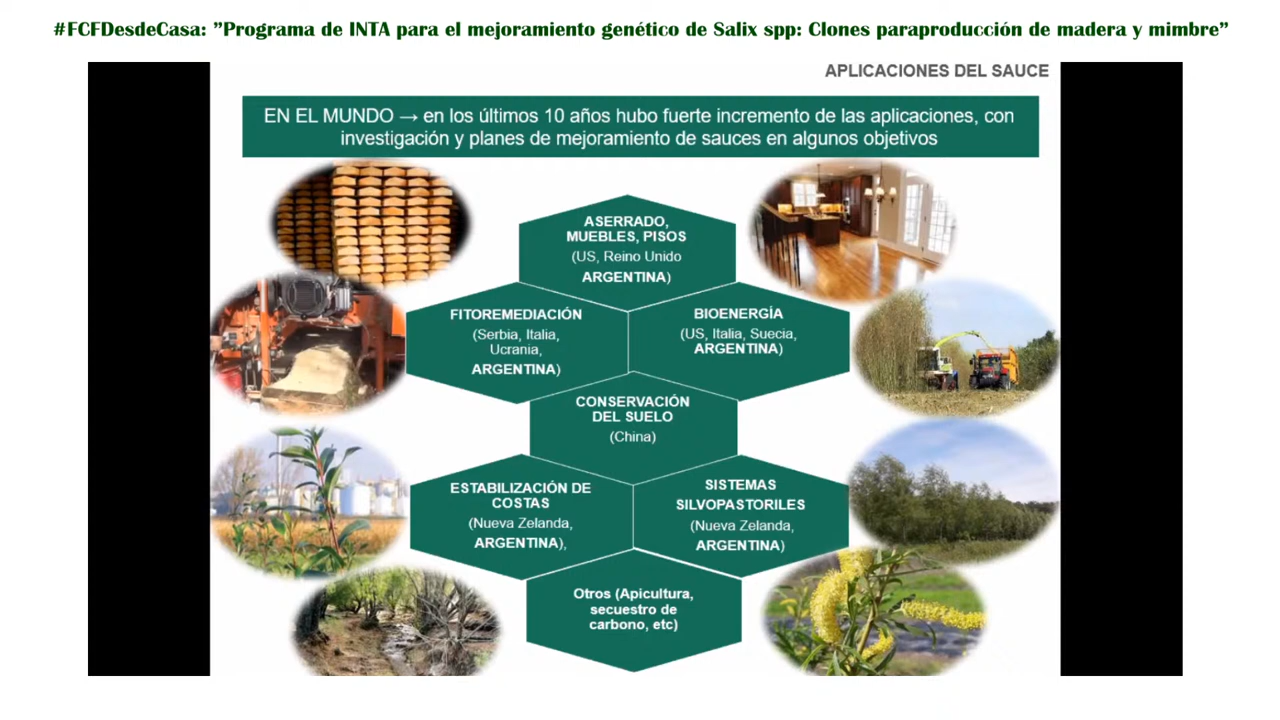 #FCFDesdeCasa: ”Programa de INTA para el mejoramiento genético de Salix spp: Clones paraproducción de madera y mimbre”
APLICACIONES DEL SAUCE
EN EL MUNDO → en los últimos 10 años hubo fuerte incremento de las aplicaciones, con
investigación y planes de mejoramiento de sauces en algunos objetivos
ASERRADO,
MUEBLES, PISOS
(US, Reino Unido
ARGENTINA)
FITOREMEDIACIÓN
(Serbia, Italia,
Ucrania,
ARGENTINA)
BIOENERGÍA
(US, Italia, Suecia,
ARGENTINA)
CONSERVACIÓN
DEL SUELO
(China)
ESTABILIZACIÓN DE
COSTAS
(Nueva Zelanda,
ARGENTINA),
SISTEMAS
SILVOPASTORILES
(Nueva Zelanda,
ARGENTINA)
Otros (Apicultura,
secuestro de
carbono, etc)